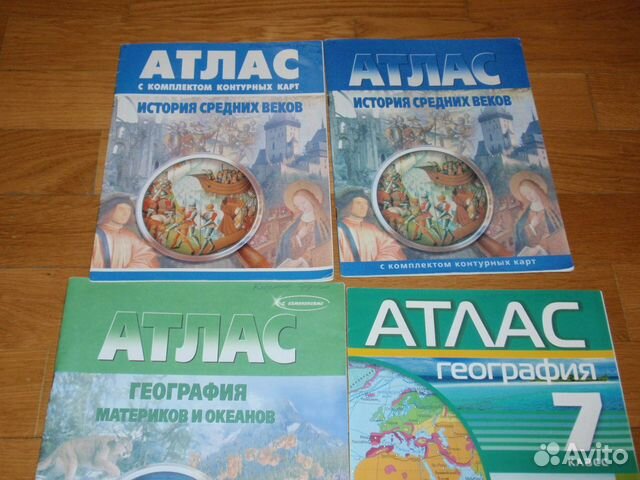 АТЛАС
С КОМПЛЕКТОМ КОНТУРНЫХ КАРТ
ИСТОРИЯ СРЕДНИХ ВЕКОВ
АТЛАС
ИСТОРИЯ СРЕДНИХ ВЕКОВ
С КОМПЛЕКТОМ КОНТУРНЫХ КАРТ
АТЛАС
ГЕОГРАФИЯ
МАТЕРИКОВ И ОКЕАНОВ
АТЛАС
география
7
КЛАСС
Avito